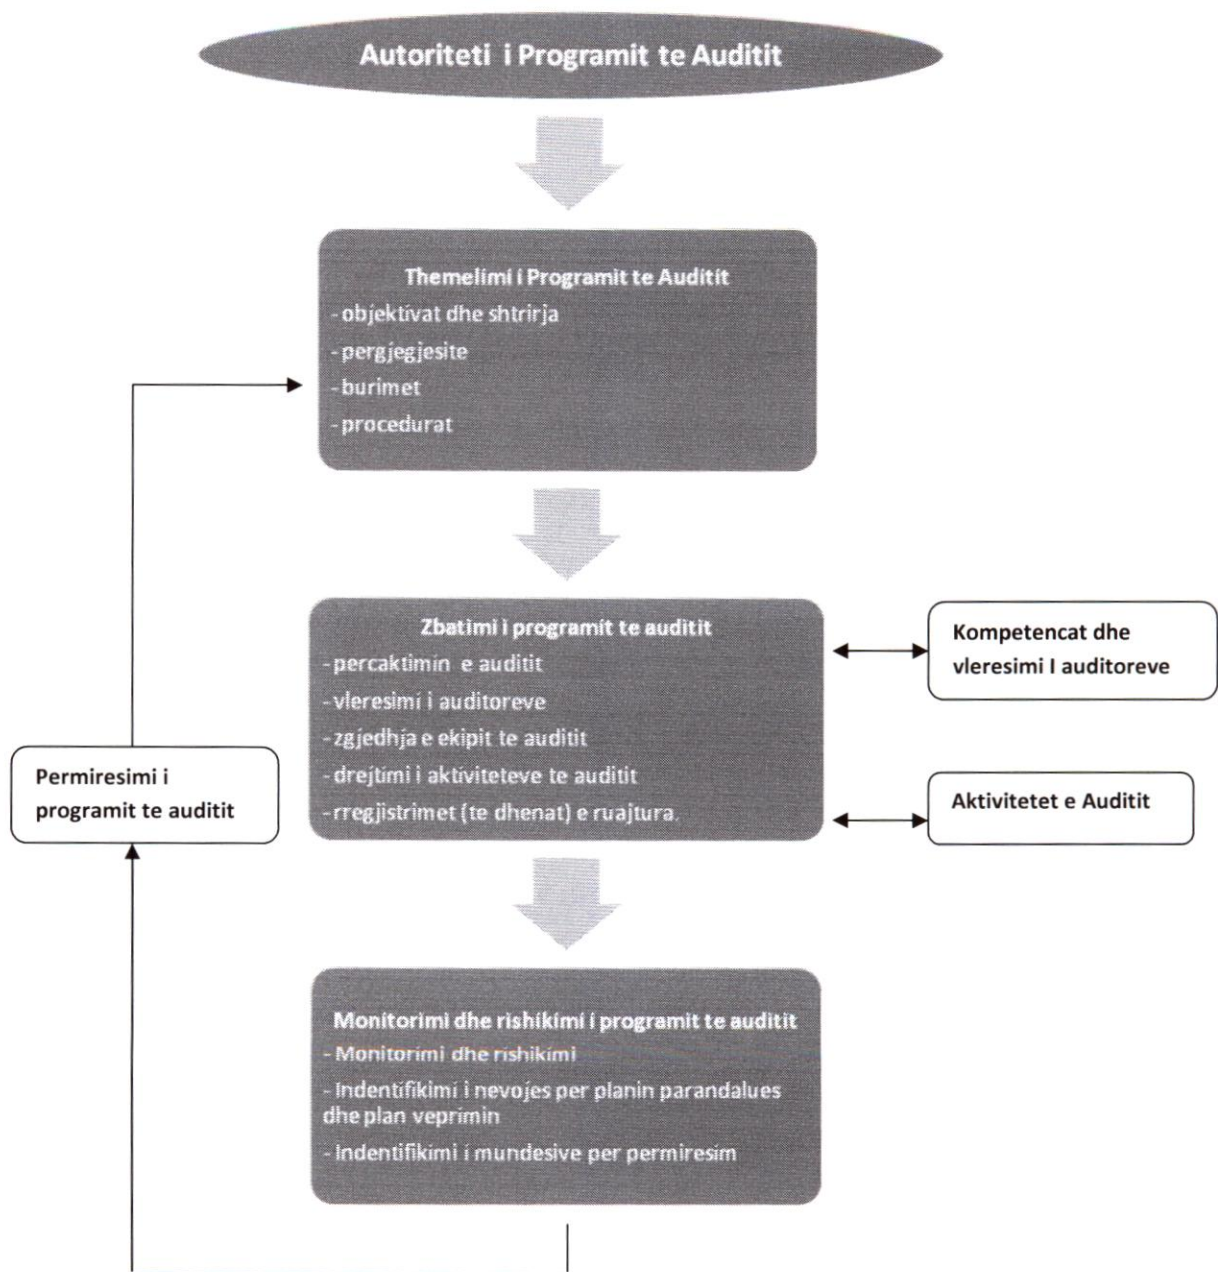 Autoriteti i Programit te Auditit
Themelimi i Programit te Auditit
- objektivat dhe shtrirja
- pergjegjesite
- burimet
- procedurat
Zbatimi i programit te auditit
- percaktimin e auditit
- vleresimi i auditoreve
- zgjedhja e ekipit te auditit
- drejtimi i aktiviteteve te auditit
- rregjistrimet (te dhenat) e ruajtura.
Kompetencat dhe
vleresimi I auditoreve
Aktivitetet e Auditit
Permiresimi i
programit te auditit
Monitorimi dhe rishikimi i programit te auditit
- Monitorimi dhe rishikimi
- Indentifikimi i nevojes per planin parandalues
dhe plan veprimin
- Indentifikimi i mundesive per permiresim